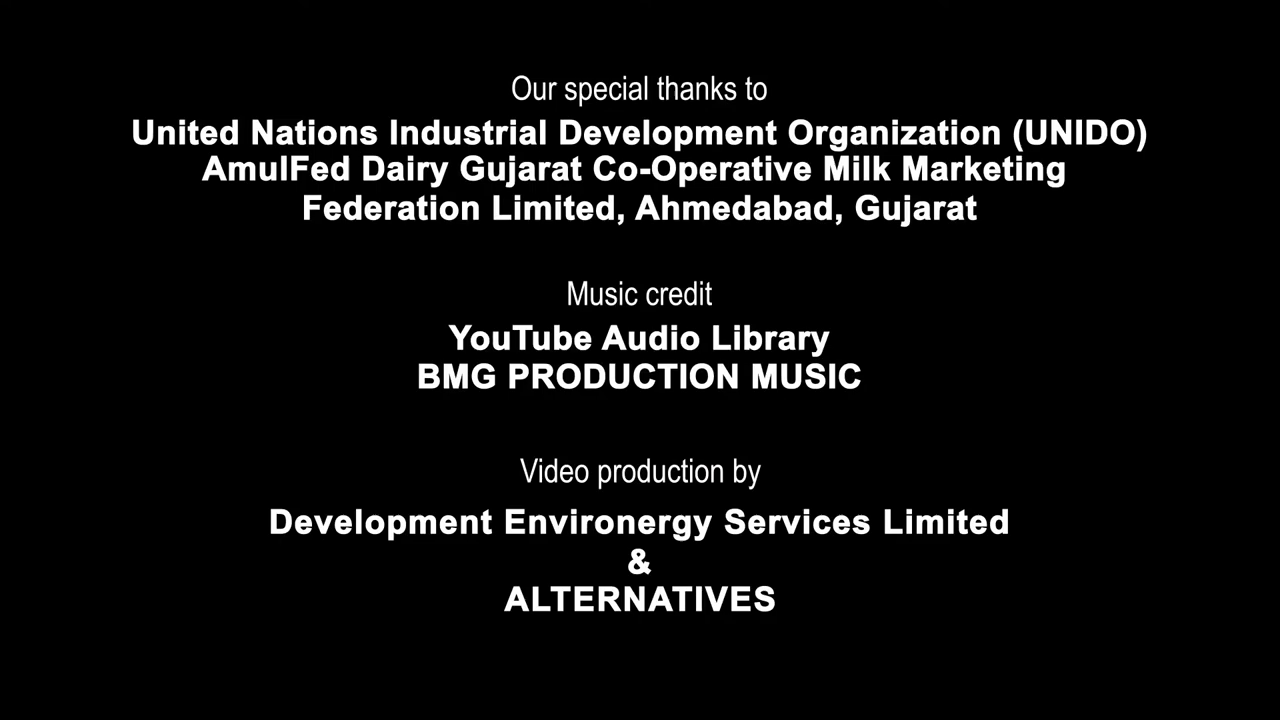 Our special thanks to
United Nations Industrial Development Organization (UNIDO)
AmulFed Dairy Gujarat Co-Operative Milk Marketing
Federation Limited, Ahmedabad, Gujarat
Music credit
YouTube Audio Library
BMG PRODUCTION MUSIC
Video production by
Development Environergy Services Limited
&
ALTERNATIVES